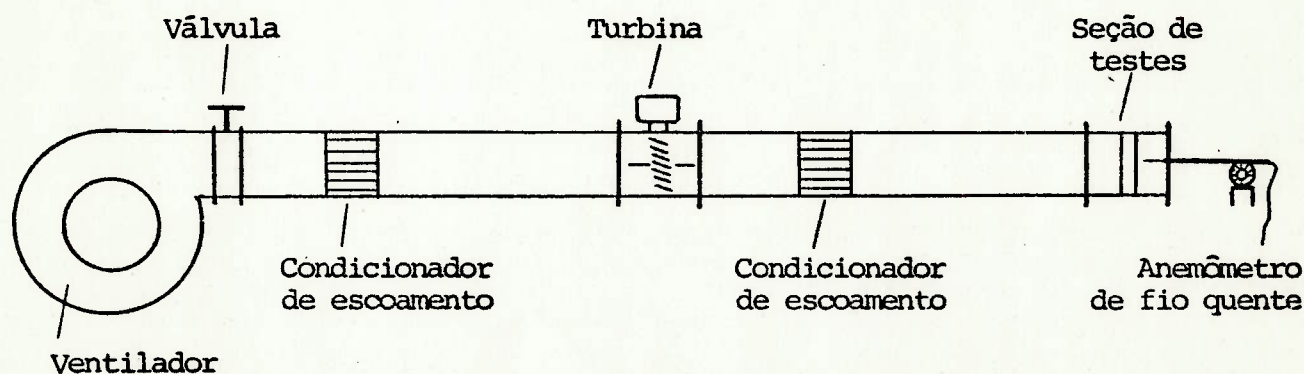 Válvula
Turbina
Seção de
testes
Condicionador
de escoamento
Condicionador
de escoamento
Anemômetro
de fio quente
Ventilador